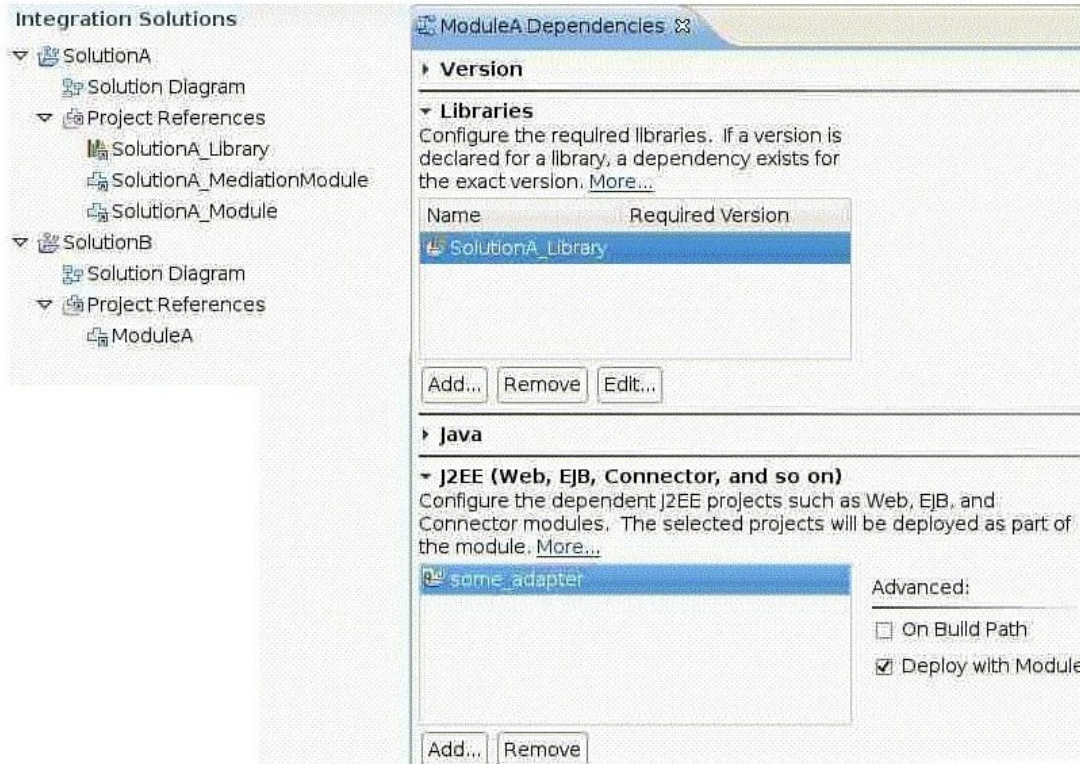 Integration Solutions
SolutionA
Solution Diagram
Project References
SolutionA_Library
SolutionA_MediationModule
SolutionA_Module
SolutionB
Solution Diagram
Project References
ModuleA
ModuleA Dependencies
Version
Libraries
Configure the required libraries. If a version is
declared for a library, a dependency exists for
the exact version. More...
Name Required Version
SolutionA_Library
Add... Remove Edit...
Java
J2EE (Web, EJB, Connector, and so on)
Configure the dependent J2EE projects such as Web, EJB, and
Connector modules. The selected projects will be deployed as part of
the module. More...
some_adapter
Advanced:
On Build Path
Deploy with Module
Add... Remove